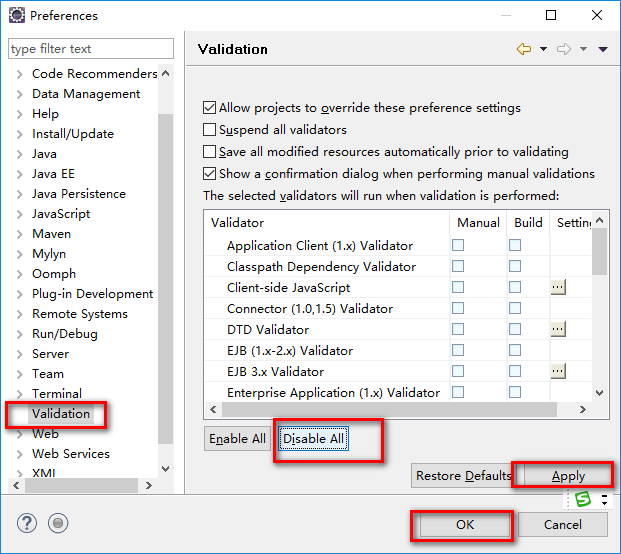 Preferences
type filter text
Code Recommenders
Data Management
Help
Install/Update
Java
Java EE
Java Persistence
JavaScript
Maven
Mylyn
Oomph
Plug-in Development
Remote Systems
Run/Debug
Server
Team
Terminal
Validation
Web
Web Services
XML
Validation
Allow projects to override these preference settings
Suspend all validators
Save all modified resources automatically prior to validating
Show a confirmation dialog when performing manual validations
The selected validators will run when validation is performed:
Validator Manual Build Setting
Application Client (1.x) Validator
Classpath Dependency Validator
Client-side JavaScript ...
Connector (1.0,1.5) Validator
DTD Validator ...
EJB (1.x-2.x) Validator
EJB 3.x Validator ...
Enterprise Application (1.x) Validator
Enable All Disable All
Restore Defaults Apply
S
? OK Cancel